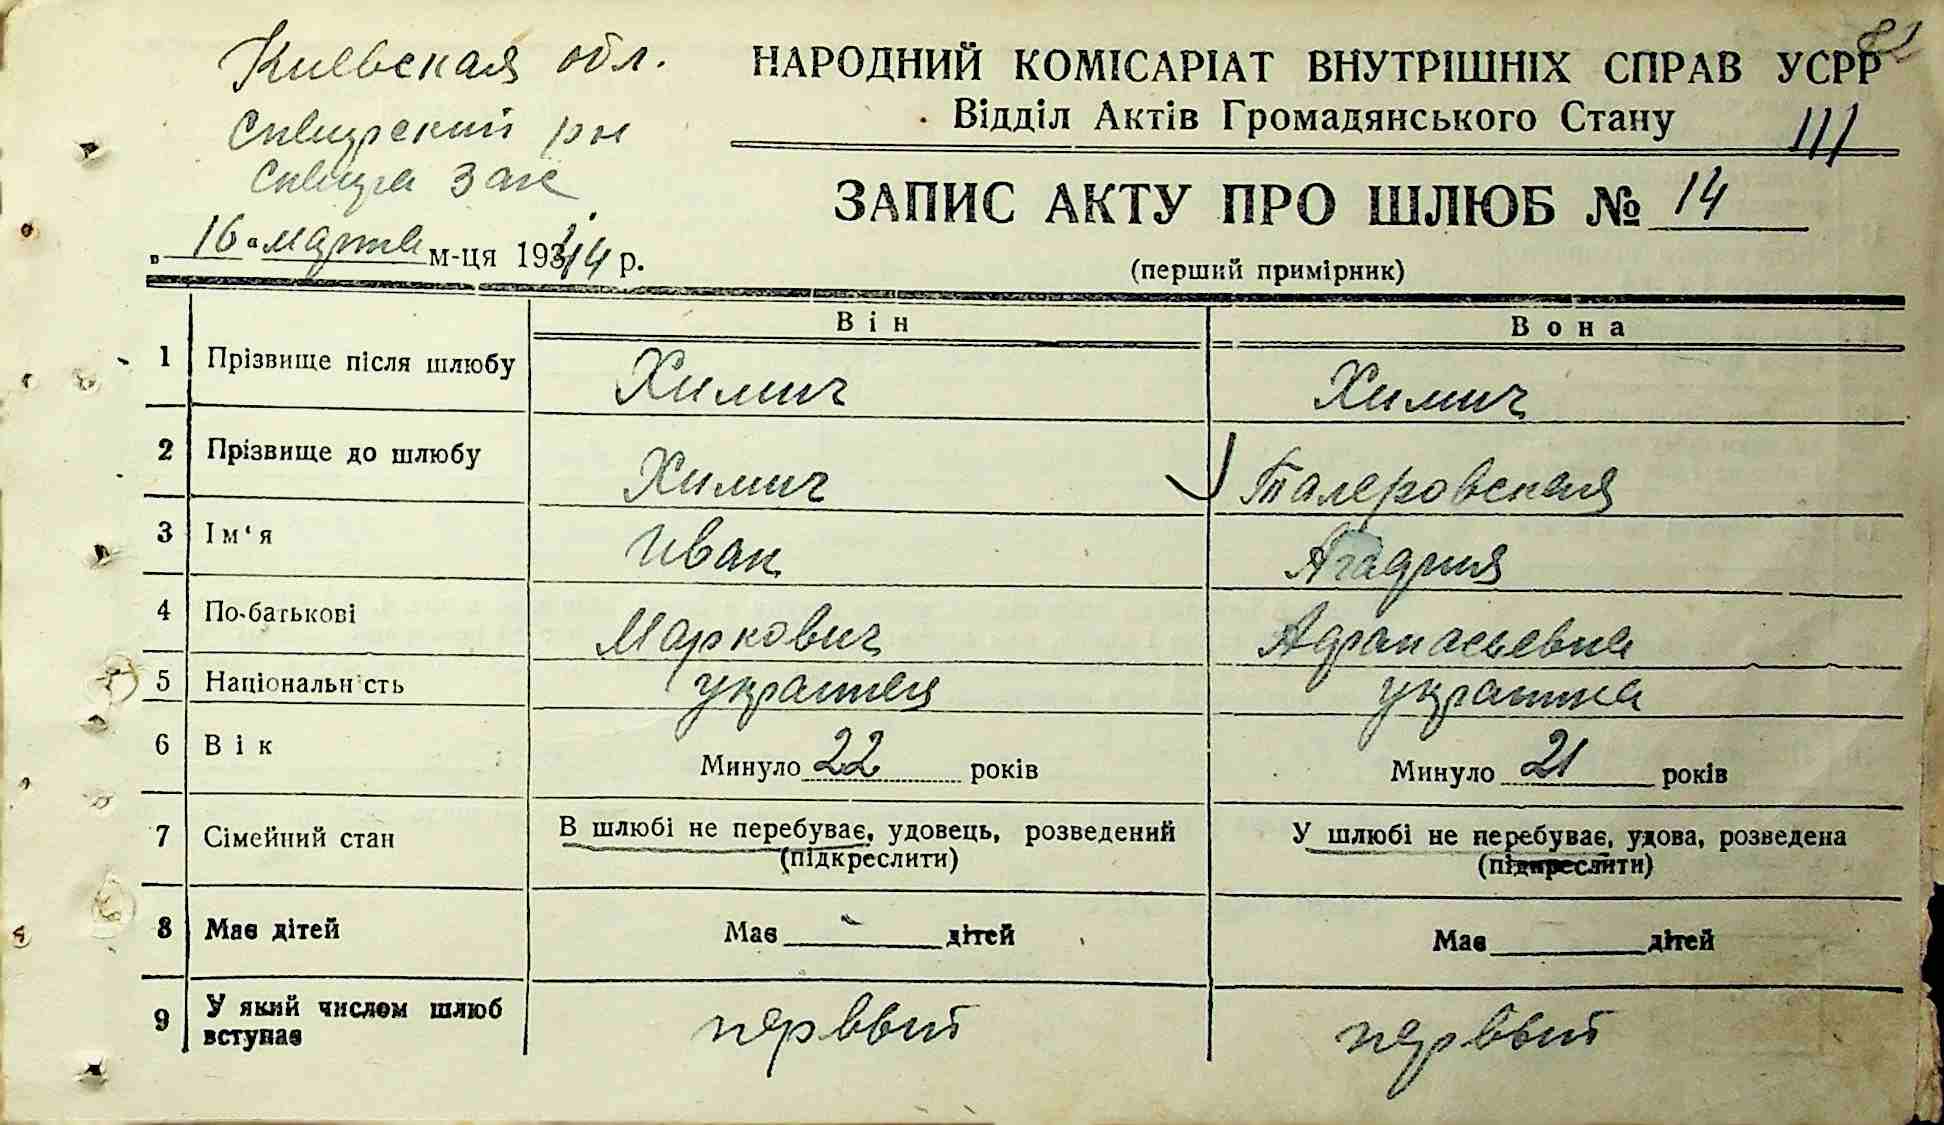 82
Киевская обл.
Сквирский рн
Сквира Загс
НАРОДНИЙ КОМІСАРІАТ ВНУТРІШНІХ СПРАВ УСРР
Відділ Актів Громадянського Стану
III
ЗАПИС АКТУ ПРО ШЛЮБ № 14
(перший примірник)
„ 16 “ марта м-ця 1944 р.
Він Вона
1 Прізвище після шлюбу Химич Химич
2 Прізвище до шлюбу Химич Талеровская
3 Ім‘я Иван
4 По-батькові Маркович Афанасьевна
5 Національність украинец украинка
6 Вік Минуло 22 років Минуло 21 років
7 Сімейний стан В шлюбі не перебуває, удовець, розведений У шлюбі не перебуває, удова, розведена
(підкреслити) (підкреслити)
8 Має дітей Має - дітей Має дітей
9 У який числом шлюб вступає первый первый